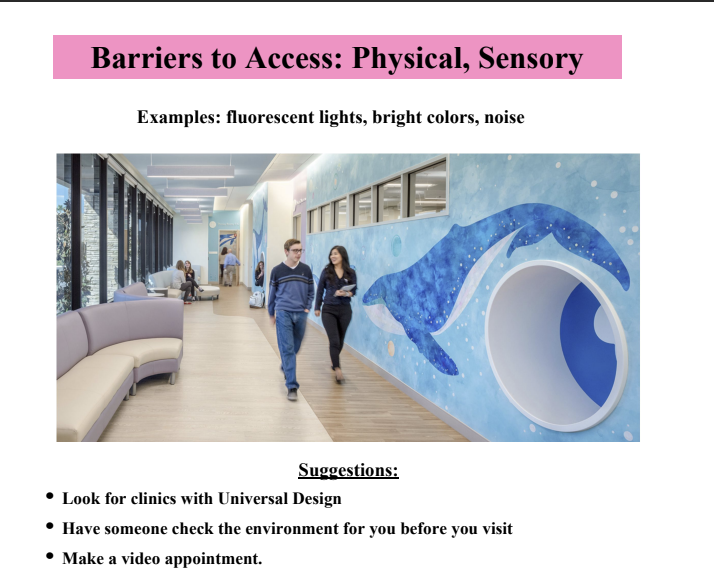 Barriers to Access: Physical, Sensory
Examples: fluorescent lights, bright colors, noise
Suggestions:
• Look for clinics with Universal Design
• Have someone check the environment for you before you visit
• Make a video appointment.